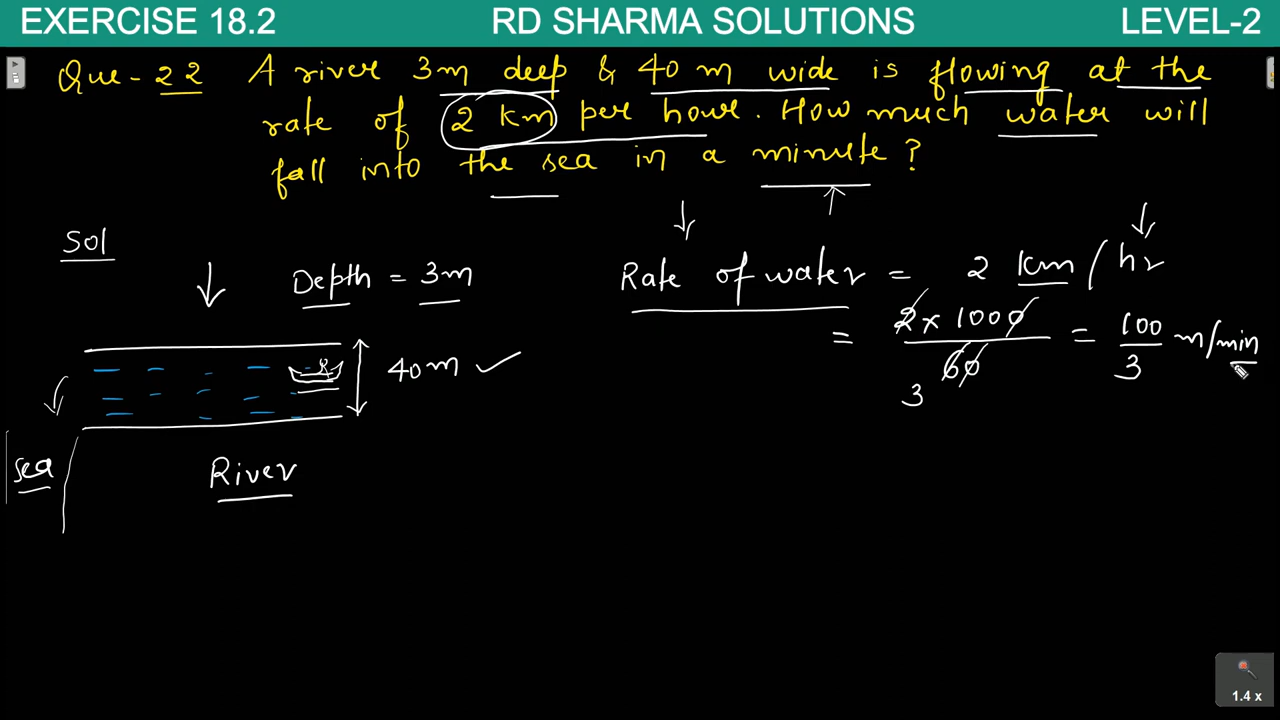 EXERCISE 18.2 RD SHARMA SOLUTIONS LEVEL-2
Que-22 A river 3m deep & 40 m wide is flowing at the
rate of 2 km per hour. How much water will
fall into the sea in a minute?
Sol
Depth = 3m
Rate of water = 2 km/hr
= 2 x 1000 / 60 = 100/3 m/min
3
40m ✓
Sea
River
1.4 x